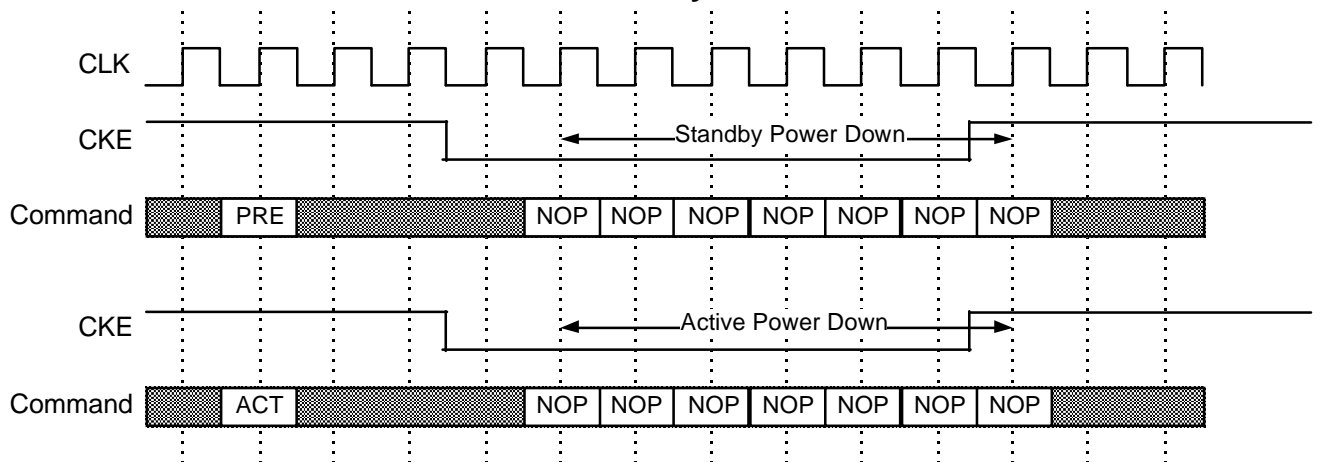 CLK
CKE Standby Power Down
Command PRE NOP NOP NOP NOP NOP NOP NOP
CKE Active Power Down
Command ACT NOP NOP NOP NOP NOP NOP NOP